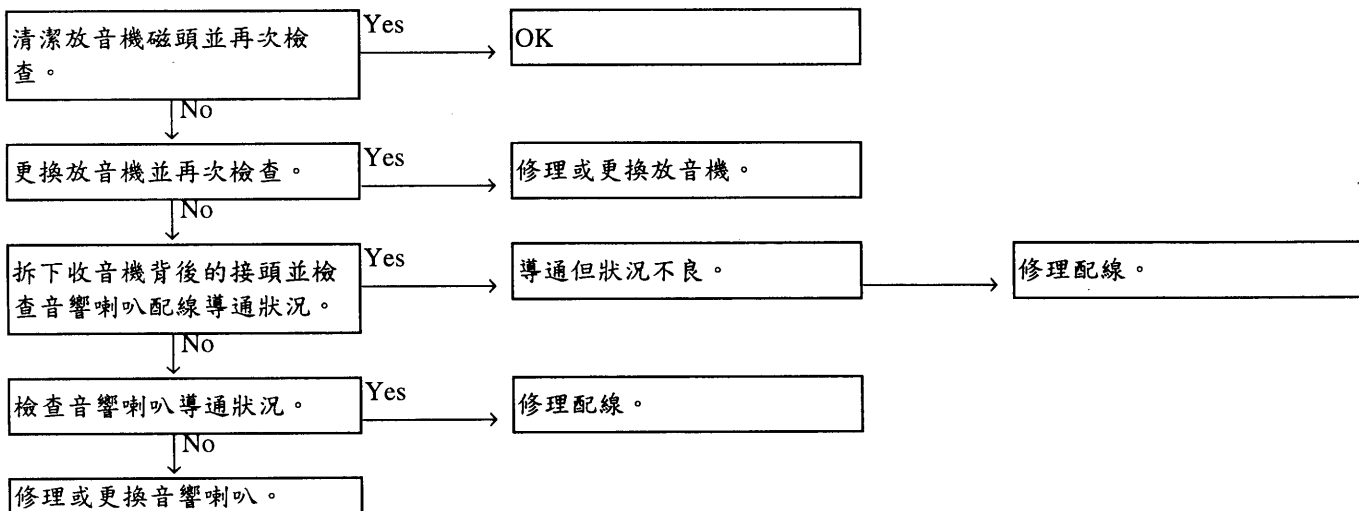 清潔放音機磁頭並再次檢
查。
Yes
OK
No
更換放音機並再次檢查。
Yes
修理或更換放音機。
No
拆下收音機背後的接頭並檢
查音響喇叭配線導通狀況。
Yes
導通但狀況不良。
修理配線。
No
檢查音響喇叭導通狀況。
Yes
修理配線。
No
修理或更換音響喇叭。